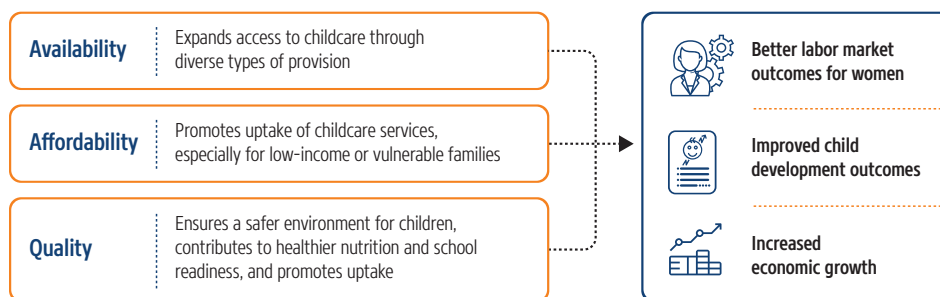 Availability
Expands access to childcare through
diverse types of provision
Affordability
Promotes uptake of childcare services,
especially for low-income or vulnerable families
Quality
Ensures a safer environment for children,
contributes to healthier nutrition and school
readiness, and promotes uptake
Better labor market
outcomes for women
Improved child
development outcomes
Increased
economic growth